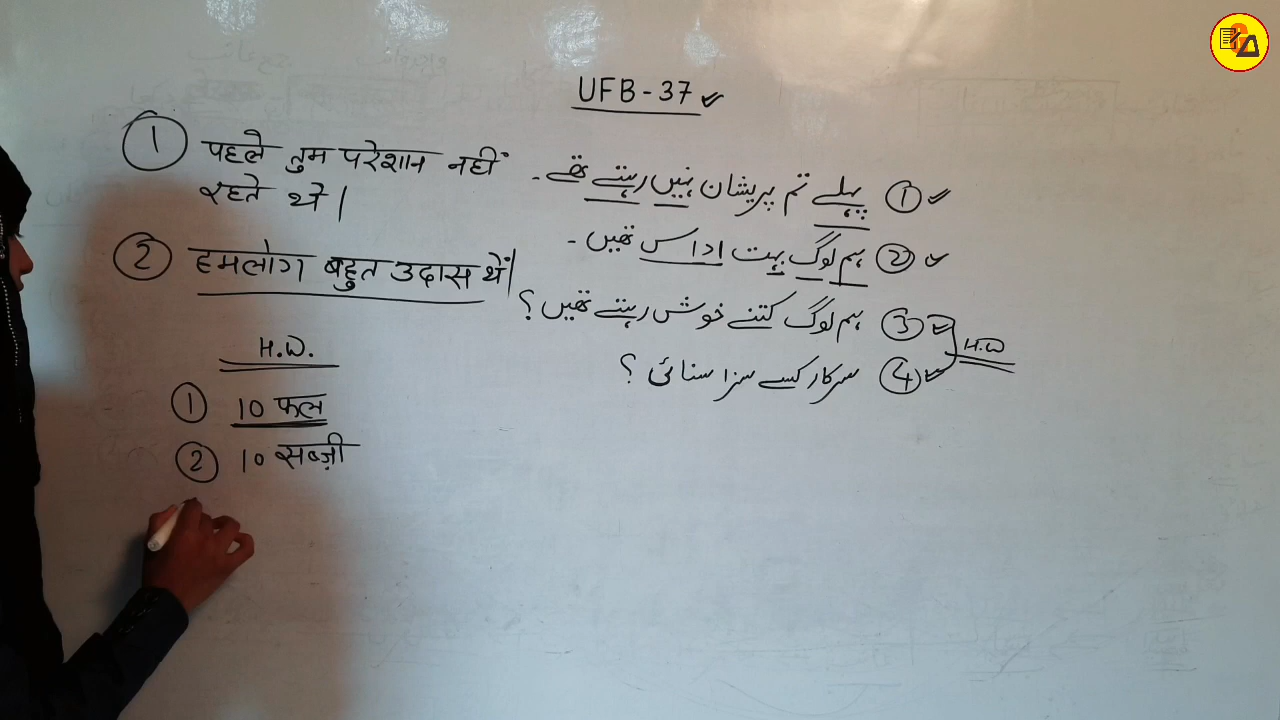 UFB-37
① पहले तुम परेशान नहीं
रहते थे।
② हमलोग बहुत उदास थें।
H.W.
① 10 फल
② 10 सब्ज़ी
① پہلے تم پریشان نہیں رہتے تھے۔
② ہم لوگ بہت اداس تھیں۔
③ ہم لوگ کتنے خوش رہتے تھیں؟
④ سرکار کسے سزا سنائی؟
H.W